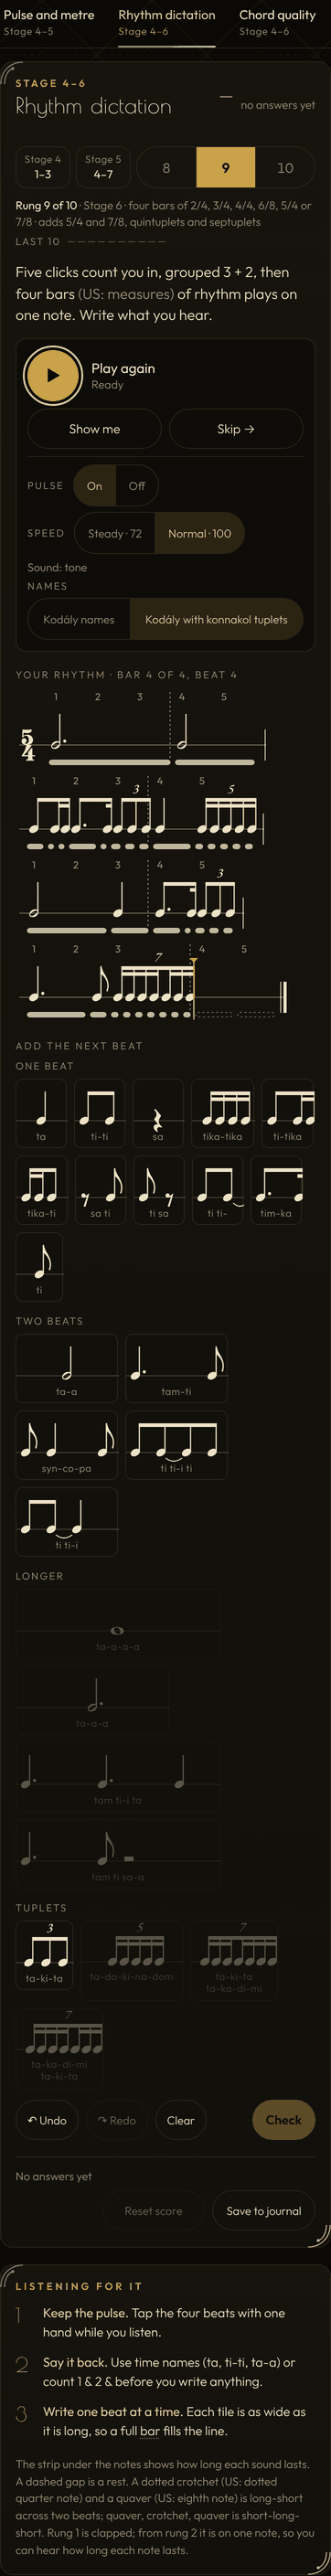 Pulse and metre Rhythm dictation Chord quality
Stage 4–5 Stage 4–6 Stage 4–6
STAGE 4–6
Rhythm dictation
— no answers yet
Stage 4 Stage 5
1–3 4–7 8 9 10
Rung 9 of 10 · Stage 6 · four bars of 2/4, 3/4, 4/4, 6/8, 5/4 or
7/8 · adds 5/4 and 7/8, quintuplets and septuplets
LAST 10
Five clicks count you in, grouped 3 + 2, then
four bars (US: measures) of rhythm plays on
one note. Write what you hear.
Play again
Ready
Show me Skip →
PULSE On Off
SPEED Steady · 72 Normal · 100
Sound: tone
NAMES
Kodály names Kodály with konnakol tuplets
YOUR RHYTHM · BAR 4 OF 4, BEAT 4
1 2 3 4 5
5
4
1 2 3 4 5
3 5
1 2 3 4 5
3
1 2 3 4 5
7
ADD THE NEXT BEAT
ONE BEAT
ta ti-ti sa tika-tika ti-tika
tika-ti sa ti ti sa ti ti- tim-ka
ti
TWO BEATS
ta-a tam-ti
syn-co-pa ti ti-i ti
ti ti-i
LONGER
ta-a-a-a
ta-a-a
tam ti-i ta
tam ti sa-a
TUPLETS
3 5 7
ta-ki-ta ta-da-ki-na-dom ta-ki-ta
ta-ka-di-mi
7
ta-ka-di-mi
ta-ki-ta
↶ Undo ↷ Redo Clear Check
No answers yet
Reset score Save to journal
LISTENING FOR IT
1 Keep the pulse. Tap the four beats with one
hand while you listen.
2 Say it back. Use time names (ta, ti-ti, ta-a) or
count 1 & 2 & before you write anything.
3 Write one beat at a time. Each tile is as wide as
it is long, so a full bar fills the line.
The strip under the notes shows how long each sound lasts.
A dashed gap is a rest. A dotted crotchet (US: dotted
quarter note) and a quaver (US: eighth note) is long-short
across two beats; quaver, crotchet, quaver is short-long-
short. Rung 1 is clapped; from rung 2 it is on one note, so you
can hear how long each note lasts.